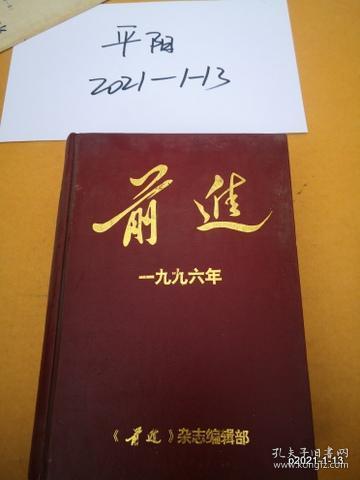 平阳
2021-1-13
前進
一九九六年
《前進》杂志编辑部
p2021-1-13
孔夫子旧书网